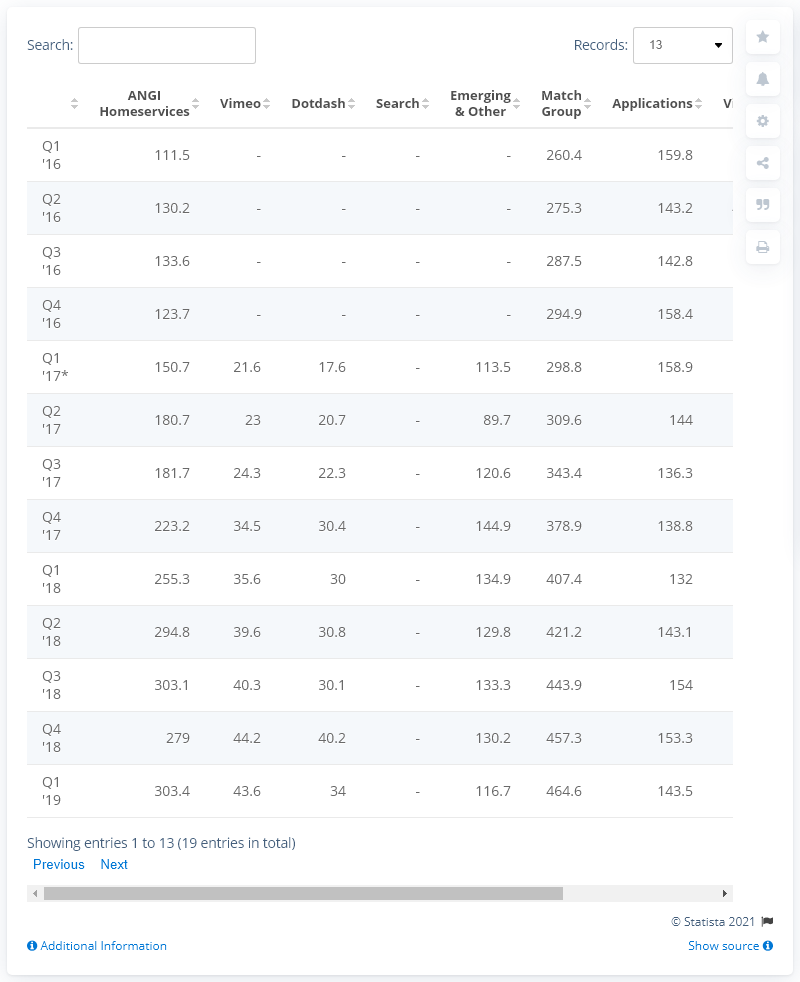 Search: Records: 13
ANGI Homeservices Vimeo Dotdash Search Emerging & Other Match Group Applications
Q1 '16 111.5 - - - - 260.4 159.8
Q2 '16 130.2 - - - - 275.3 143.2
Q3 '16 133.6 - - - - 287.5 142.8
Q4 '16 123.7 - - - - 294.9 158.4
Q1 '17* 150.7 21.6 17.6 - 113.5 298.8 158.9
Q2 '17 180.7 23 20.7 - 89.7 309.6 144
Q3 '17 181.7 24.3 22.3 - 120.6 343.4 136.3
Q4 '17 223.2 34.5 30.4 - 144.9 378.9 138.8
Q1 '18 255.3 35.6 30 - 134.9 407.4 132
Q2 '18 294.8 39.6 30.8 - 129.8 421.2 143.1
Q3 '18 303.1 40.3 30.1 - 133.3 443.9 154
Q4 '18 279 44.2 40.2 - 130.2 457.3 153.3
Q1 '19 303.4 43.6 34 - 116.7 464.6 143.5
Showing entries 1 to 13 (19 entries in total)
Previous Next
© Statista 2021
Additional Information Show source